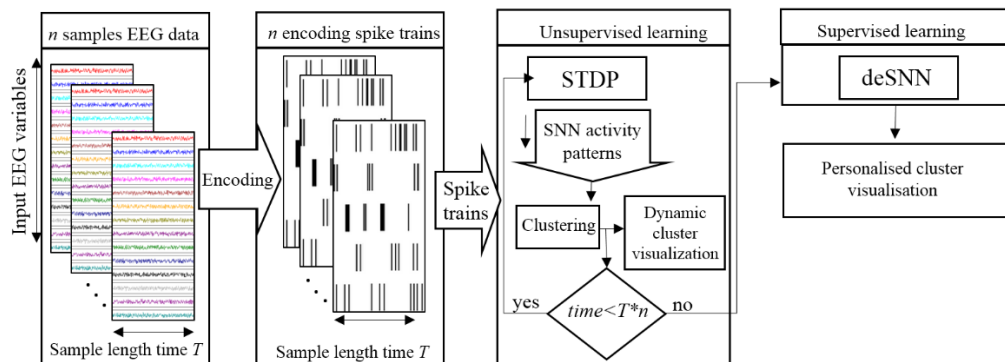 n samples EEG data
Input EEG variables
Sample length time T
Encoding
n encoding spike trains
Sample length time T
Spike
trains
Unsupervised learning
STDP
SNN activity
patterns
Clustering
Dynamic
cluster
visualization
yes
time<T*n
no
Supervised learning
deSNN
Personalised cluster
visualisation